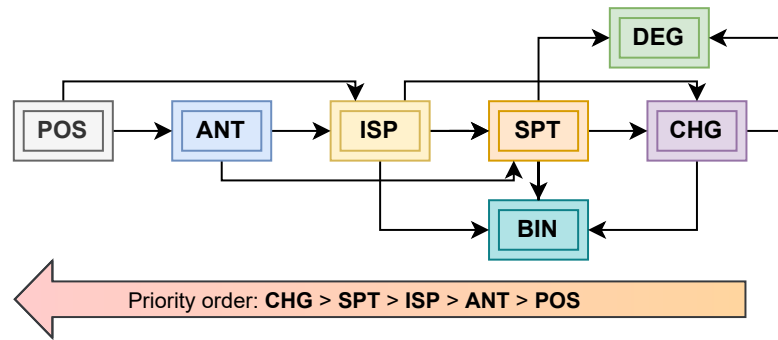 DEG
POS
ANT
ISP
SPT
CHG
BIN
Priority order: CHG > SPT > ISP > ANT > POS